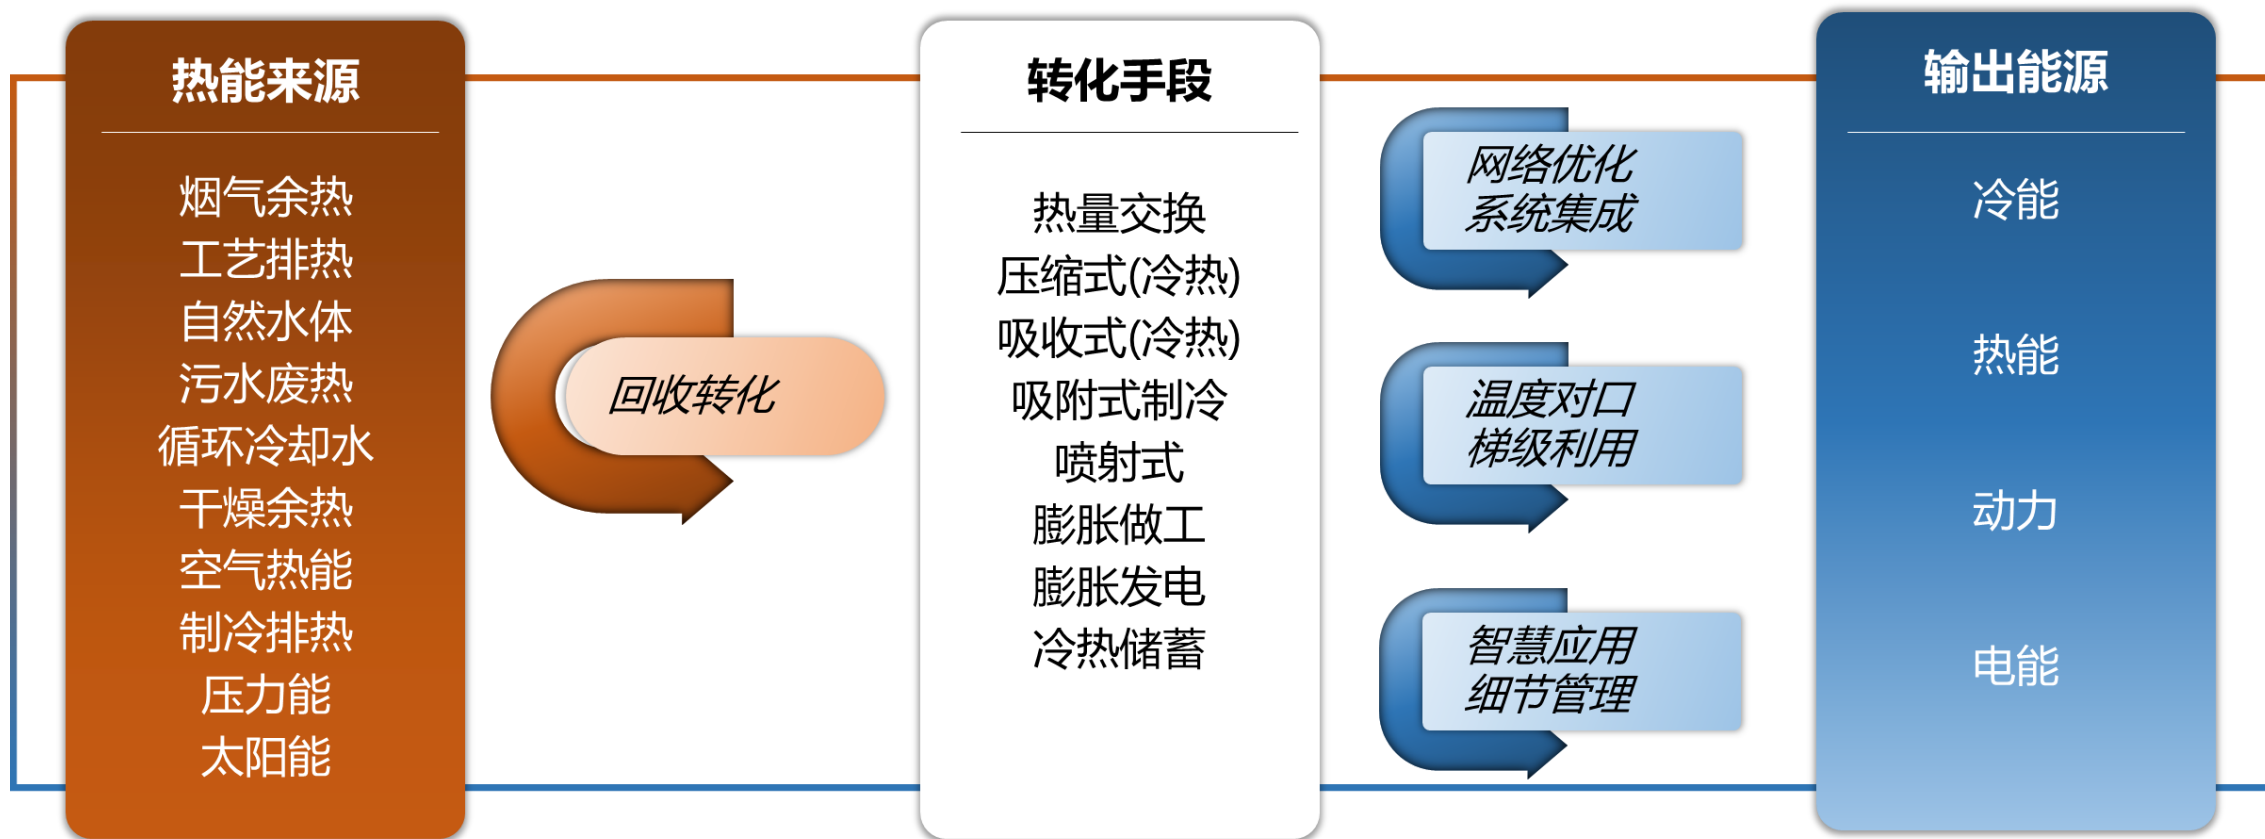 热能来源
烟气余热
工艺排热
自然水体
污水废热
循环冷却水
干燥余热
空气热能
制冷排热
压力能
太阳能
回收转化
转化手段
热量交换
压缩式(冷热)
吸收式(冷热)
吸附式制冷
喷射式
膨胀做工
膨胀发电
冷热储蓄
网络优化
系统集成
温度对口
梯级利用
智慧应用
细节管理
输出能源
冷能
热能
动力
电能